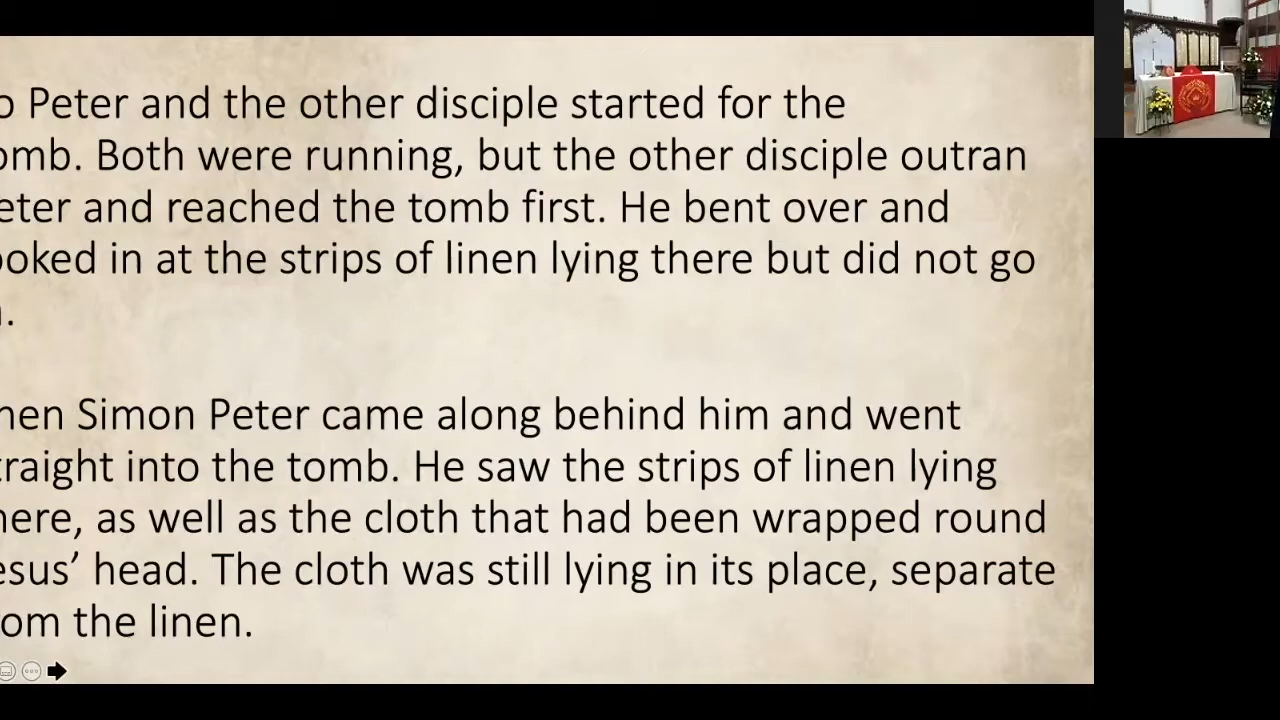 o Peter and the other disciple started for the
omb. Both were running, but the other disciple outran
eter and reached the tomb first. He bent over and
ooked in at the strips of linen lying there but did not go
.
hen Simon Peter came along behind him and went
traight into the tomb. He saw the strips of linen lying
here, as well as the cloth that had been wrapped round
esus’ head. The cloth was still lying in its place, separate
om the linen.